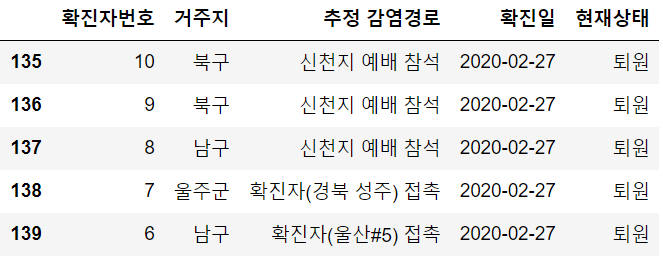 확진자번호 거주지 추정 감염경로 확진일 현재상태
135 10 북구 신천지 예배 참석 2020-02-27 퇴원
136 9 북구 신천지 예배 참석 2020-02-27 퇴원
137 8 남구 신천지 예배 참석 2020-02-27 퇴원
138 7 울주군 확진자(경북 성주) 접촉 2020-02-27 퇴원
139 6 남구 확진자(울산#5) 접촉 2020-02-27 퇴원